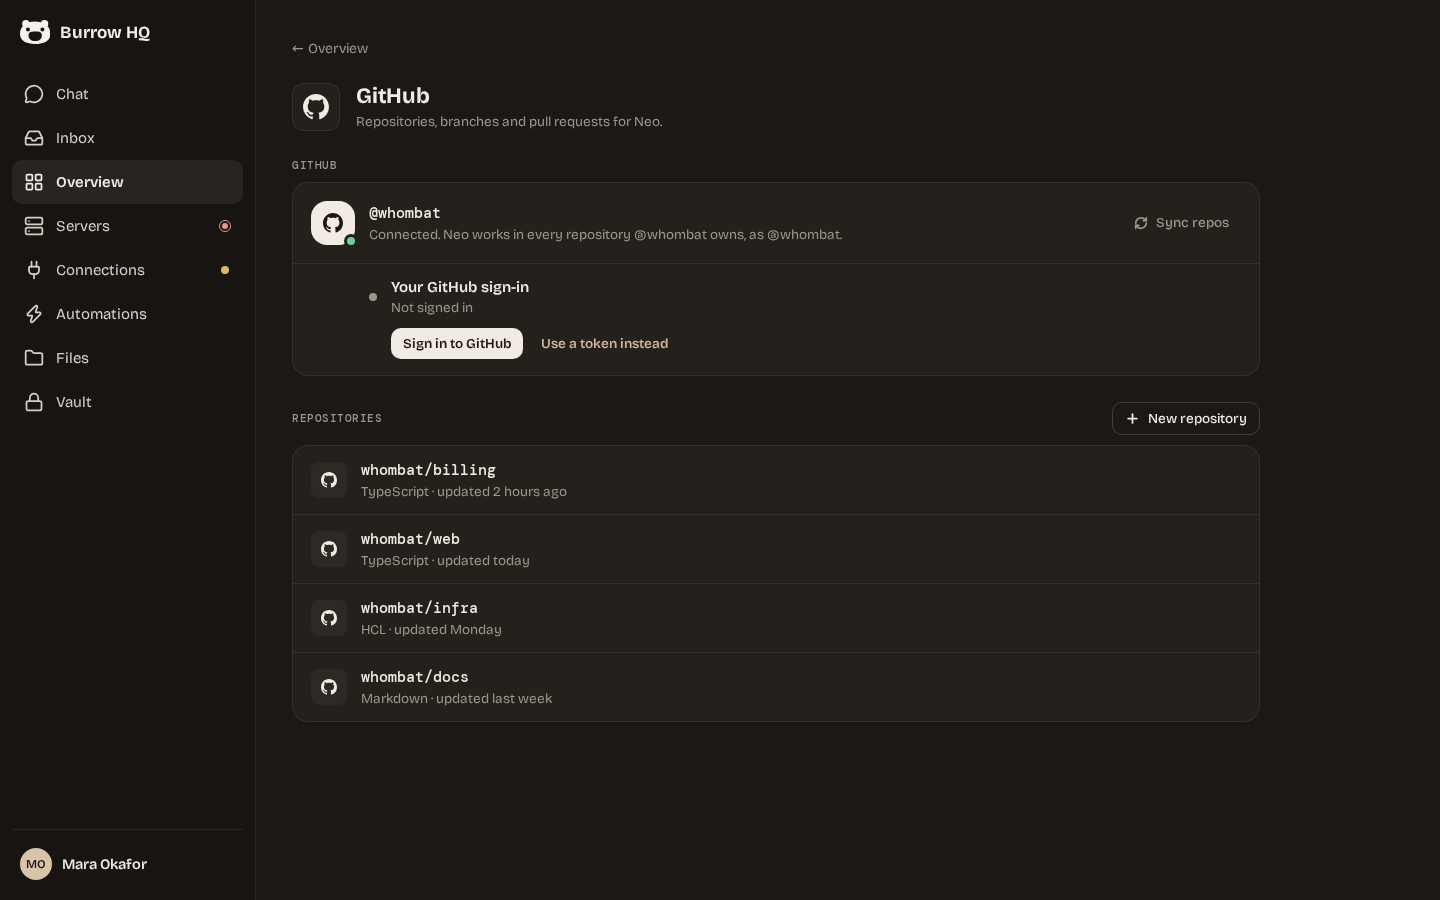 Burrow HQ
Chat
Inbox
Overview
Servers
Connections
Automations
Files
Vault
MO
Mara Okafor
← Overview
GitHub
Repositories, branches and pull requests for Neo.
GITHUB
@whombat
Connected. Neo works in every repository @whombat owns, as @whombat.
Sync repos
Your GitHub sign-in
Not signed in
Sign in to GitHub
Use a token instead
REPOSITORIES
New repository
whombat/billing
TypeScript · updated 2 hours ago
whombat/web
TypeScript · updated today
whombat/infra
HCL · updated Monday
whombat/docs
Markdown · updated last week